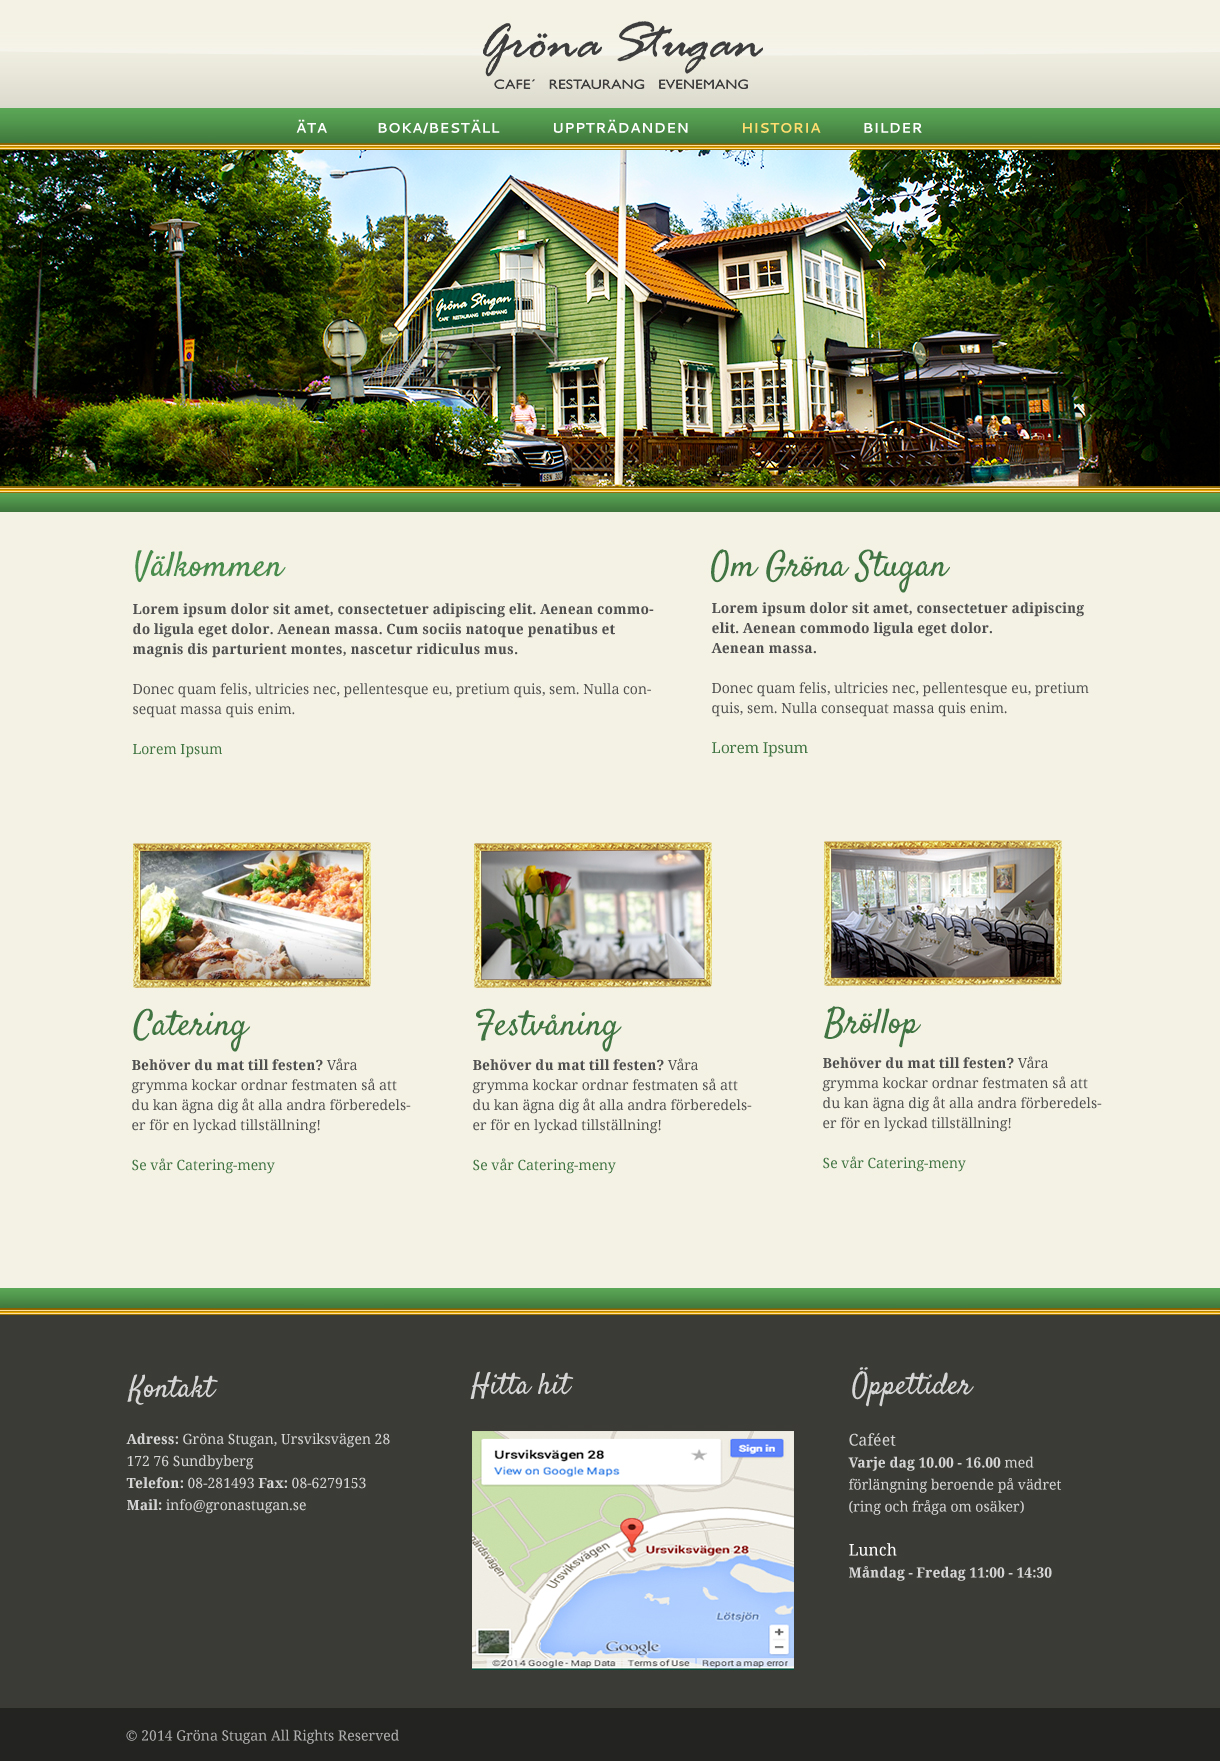 Gröna Stugan
CAFE´ RESTAURANG EVENEMANG
ÄTA BOKA/BESTÄLL UPPTRÄDANDEN HISTORIA BILDER
Gröna Stugan
CAFE´ RESTAURANG EVENEMANG
Välkommen
Lorem ipsum dolor sit amet, consectetuer adipiscing elit. Aenean commo-
do ligula eget dolor. Aenean massa. Cum sociis natoque penatibus et
magnis dis parturient montes, nascetur ridiculus mus.
Donec quam felis, ultricies nec, pellentesque eu, pretium quis, sem. Nulla con-
sequat massa quis enim.
Lorem Ipsum
Om Gröna Stugan
Lorem ipsum dolor sit amet, consectetuer adipiscing
elit. Aenean commodo ligula eget dolor.
Aenean massa.
Donec quam felis, ultricies nec, pellentesque eu, pretium
quis, sem. Nulla consequat massa quis enim.
Lorem Ipsum
Catering
Behöver du mat till festen? Våra
grymma kockar ordnar festmaten så att
du kan ägna dig åt alla andra förberedels-
er för en lyckad tillställning!
Se vår Catering-meny
Festvåning
Behöver du mat till festen? Våra
grymma kockar ordnar festmaten så att
du kan ägna dig åt alla andra förberedels-
er för en lyckad tillställning!
Se vår Catering-meny
Bröllop
Behöver du mat till festen? Våra
grymma kockar ordnar festmaten så att
du kan ägna dig åt alla andra förberedels-
er för en lyckad tillställning!
Se vår Catering-meny
Kontakt
Adress: Gröna Stugan, Ursviksvägen 28
172 76 Sundbyberg
Telefon: 08-281493 Fax: 08-6279153
Mail: info@gronastugan.se
Hitta hit
Ursviksvägen 28
View on Google Maps
Sign in
Ursviksvägen 28
Ursviksvägen
Lötsjön
Google
©2014 Google - Map Data Terms of Use Report a map error
Öppettider
Caféet
Varje dag 10.00 - 16.00 med
förlängning beroende på vädret
(ring och fråga om osäker)
Lunch
Måndag - Fredag 11:00 - 14:30
© 2014 Gröna Stugan All Rights Reserved